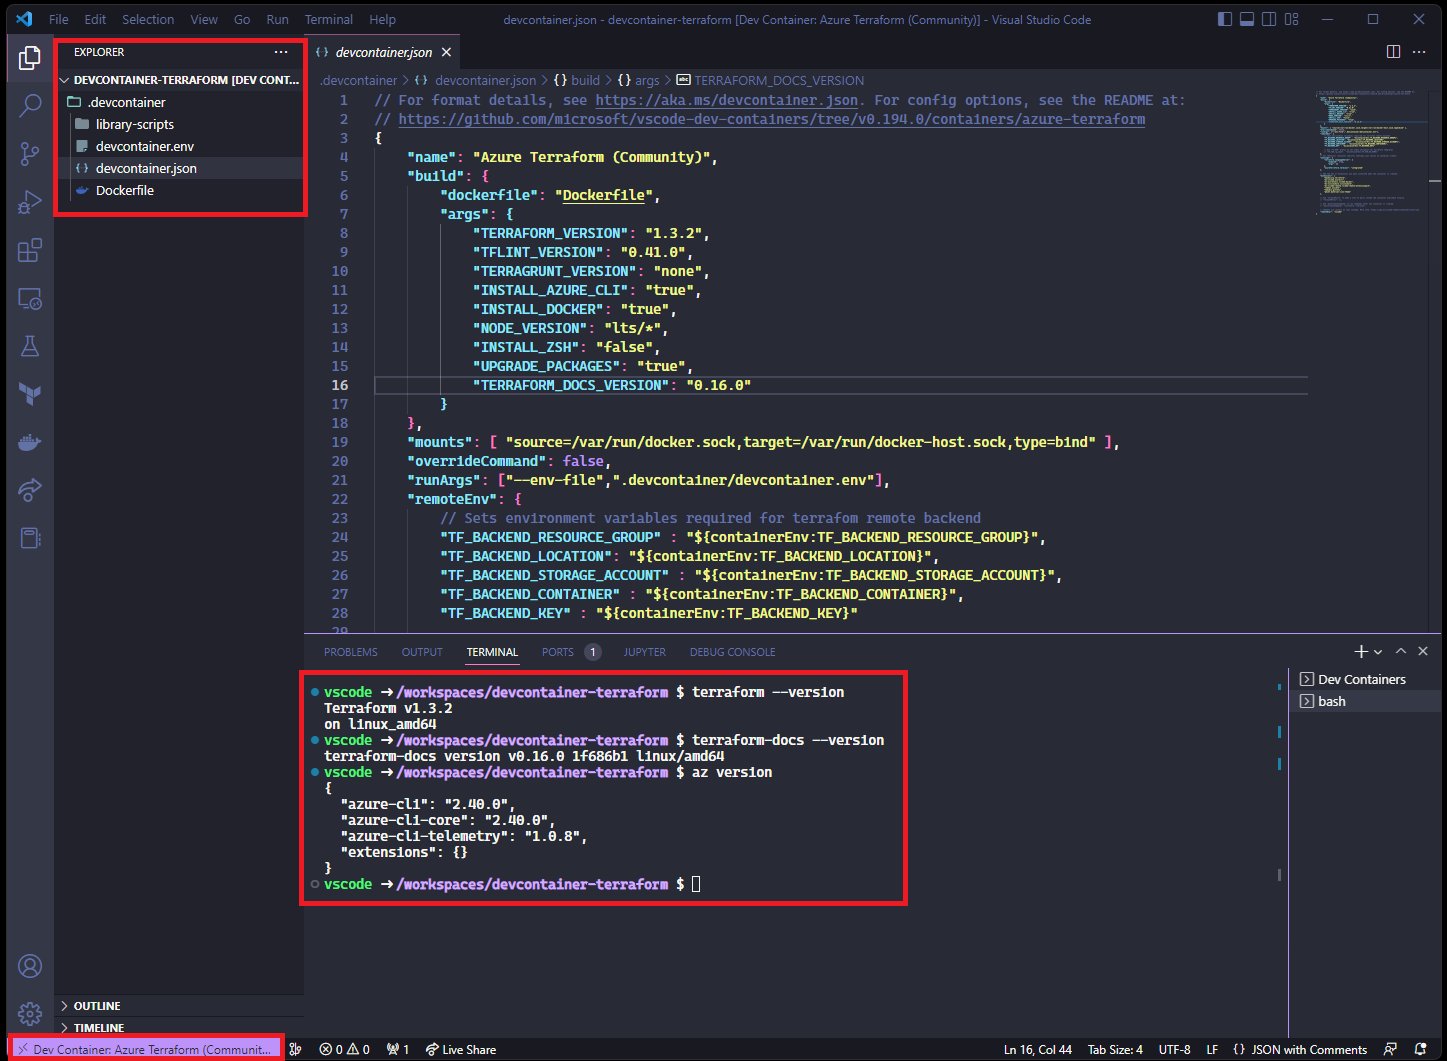 File Edit Selection View Go Run Terminal Help
devcontainer.json - devcontainer-terraform [Dev Container: Azure Terraform (Community)] - Visual Studio Code
EXPLORER
DEVCONTAINER-TERRAFORM [DEV CONT...
.devcontainer
library-scripts
devcontainer.env
devcontainer.json
Dockerfile
OUTLINE
TIMELINE
{ } devcontainer.json
.devcontainer > { } devcontainer.json > { } build > { } args > abc TERRAFORM_DOCS_VERSION
1 // For format details, see https://aka.ms/devcontainer.json. For config options, see the README at:
2 // https://github.com/microsoft/vscode-dev-containers/tree/v0.194.0/containers/azure-terraform
3 {
4 "name": "Azure Terraform (Community)",
5 "build": {
6 "dockerfile": "Dockerfile",
7 "args": {
8 "TERRAFORM_VERSION": "1.3.2",
9 "TFLINT_VERSION": "0.41.0",
10 "TERRAGRUNT_VERSION": "none",
11 "INSTALL_AZURE_CLI": "true",
12 "INSTALL_DOCKER": "true",
13 "NODE_VERSION": "lts/*",
14 "INSTALL_ZSH": "false",
15 "UPGRADE_PACKAGES": "true",
16 "TERRAFORM_DOCS_VERSION": "0.16.0"
17 }
18 },
19 "mounts": [ "source=/var/run/docker.sock,target=/var/run/docker-host.sock,type=bind" ],
20 "overrideCommand": false,
21 "runArgs": ["--env-file",".devcontainer/devcontainer.env"],
22 "remoteEnv": {
23 // Sets environment variables required for terrafom remote backend
24 "TF_BACKEND_RESOURCE_GROUP" : "${containerEnv:TF_BACKEND_RESOURCE_GROUP}",
25 "TF_BACKEND_LOCATION": "${containerEnv:TF_BACKEND_LOCATION}",
26 "TF_BACKEND_STORAGE_ACCOUNT" : "${containerEnv:TF_BACKEND_STORAGE_ACCOUNT}",
27 "TF_BACKEND_CONTAINER" : "${containerEnv:TF_BACKEND_CONTAINER}",
28 "TF_BACKEND_KEY" : "${containerEnv:TF_BACKEND_KEY}"
29
PROBLEMS OUTPUT TERMINAL PORTS 1 JUPYTER DEBUG CONSOLE
vscode ➜ /workspaces/devcontainer-terraform $ terraform --version
Terraform v1.3.2
on linux_amd64
vscode ➜ /workspaces/devcontainer-terraform $ terraform-docs --version
terraform-docs version v0.16.0 1f686b1 linux/amd64
vscode ➜ /workspaces/devcontainer-terraform $ az version
{
"azure-cli": "2.40.0",
"azure-cli-core": "2.40.0",
"azure-cli-telemetry": "1.0.8",
"extensions": {}
}
vscode ➜ /workspaces/devcontainer-terraform $
Dev Containers
bash
Dev Container: Azure Terraform (Communit... 0 0 1 Live Share Ln 16, Col 44 Tab Size: 4 UTF-8 LF { } JSON with Comments